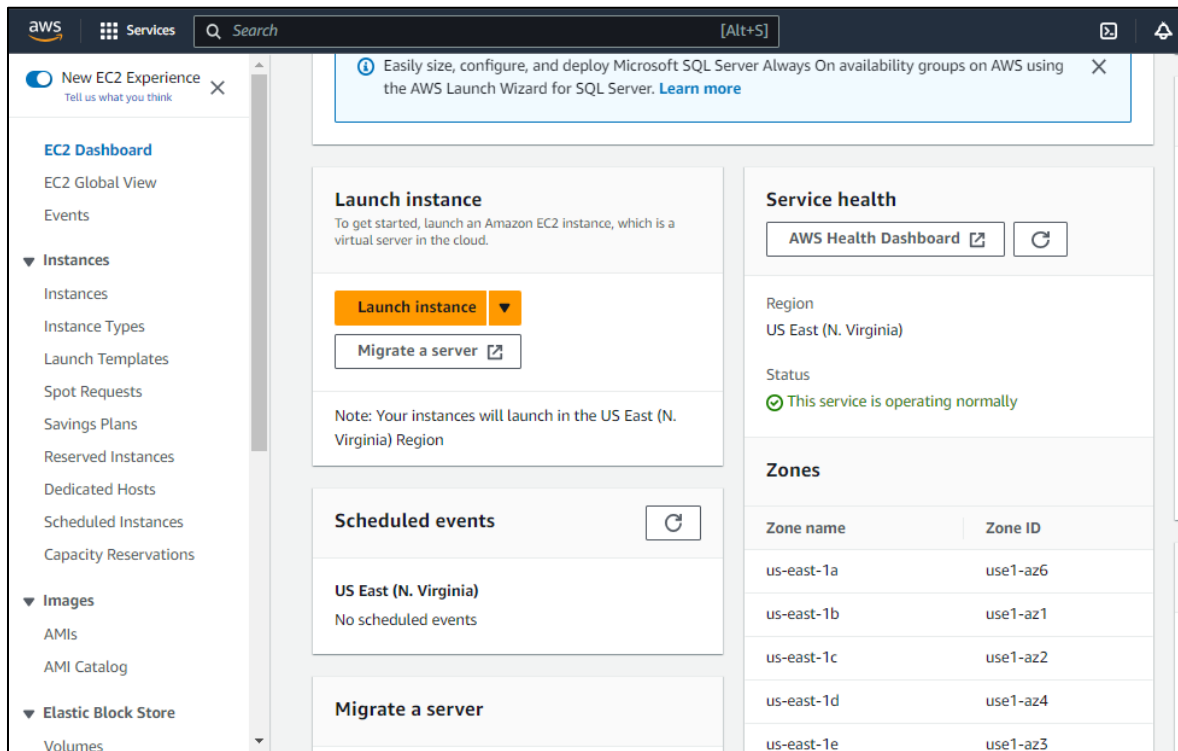 aws
Services
Search
[Alt+S]
New EC2 Experience
Tell us what you think
EC2 Dashboard
EC2 Global View
Events
Instances
Instances
Instance Types
Launch Templates
Spot Requests
Savings Plans
Reserved Instances
Dedicated Hosts
Scheduled Instances
Capacity Reservations
Images
AMIs
AMI Catalog
Elastic Block Store
Volumes
Easily size, configure, and deploy Microsoft SQL Server Always On availability groups on AWS using
the AWS Launch Wizard for SQL Server. Learn more
Launch instance
To get started, launch an Amazon EC2 instance, which is a
virtual server in the cloud.
Launch instance
Migrate a server
Note: Your instances will launch in the US East (N.
Virginia) Region
Scheduled events
US East (N. Virginia)
No scheduled events
Migrate a server
Service health
AWS Health Dashboard
Region
US East (N. Virginia)
Status
This service is operating normally
Zones
Zone name Zone ID
us-east-1a use1-az6
us-east-1b use1-az1
us-east-1c use1-az2
us-east-1d use1-az4
us-east-1e use1-az3